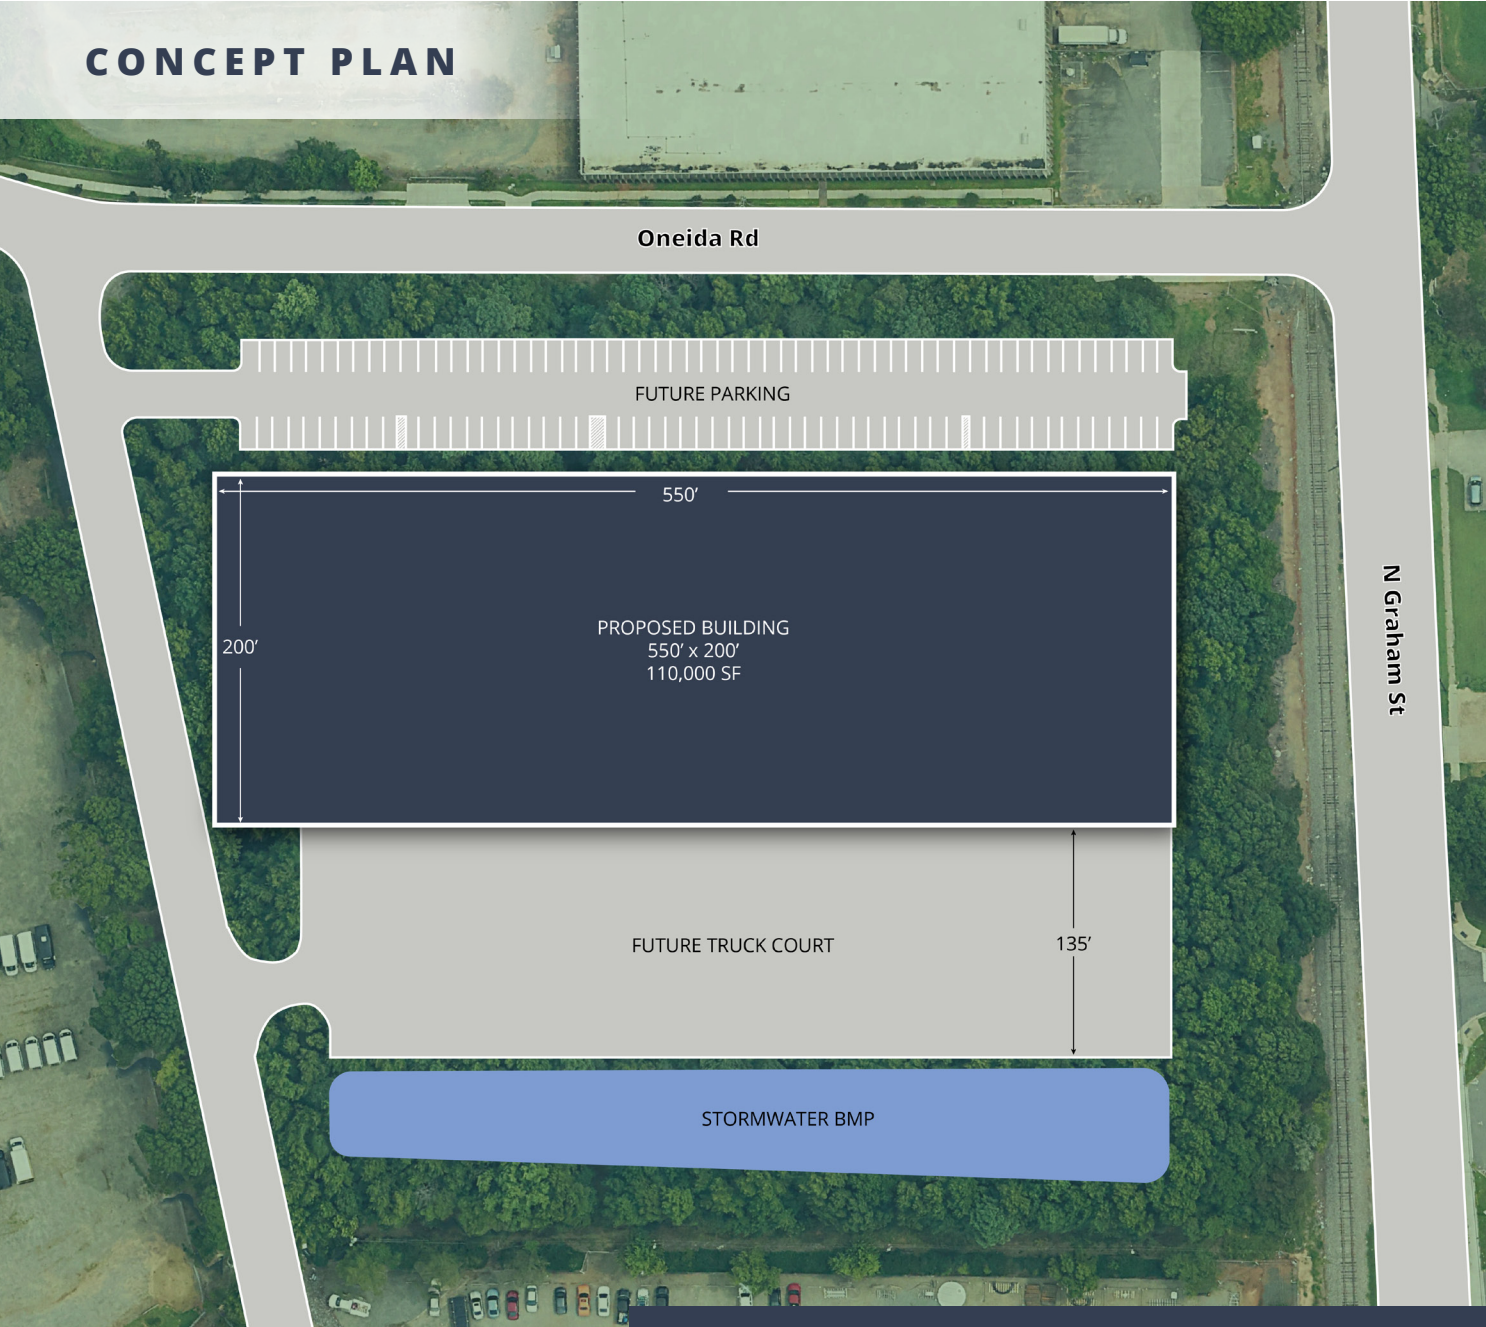 CONCEPT PLAN
Oneida Rd
FUTURE PARKING
550’
200’
PROPOSED BUILDING
550’ x 200’
110,000 SF
N Graham St
FUTURE TRUCK COURT
135’
STORMWATER BMP